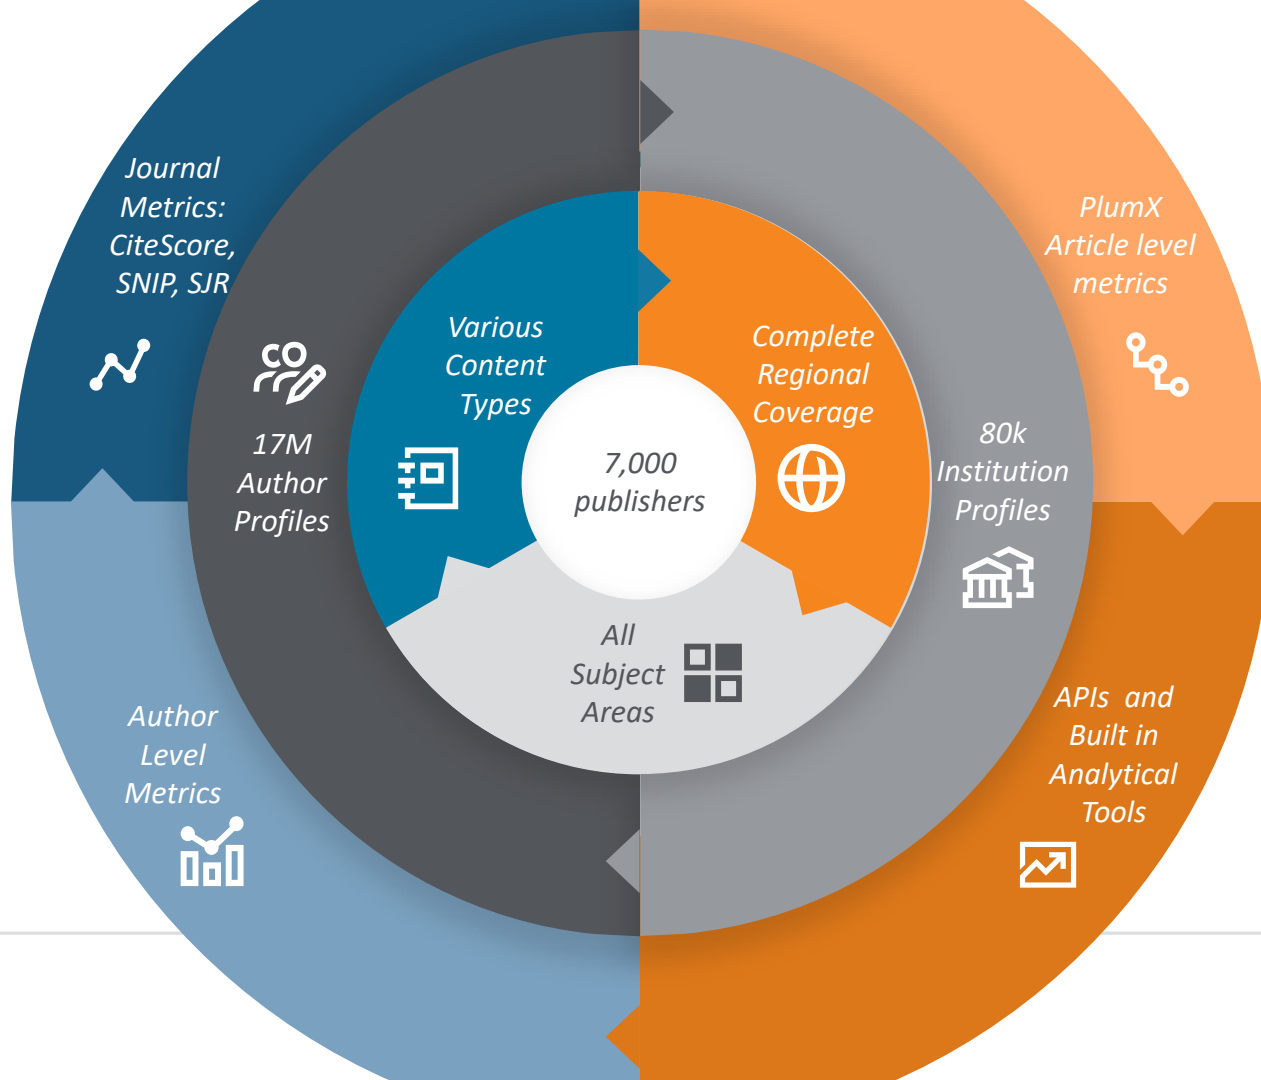 Journal
Metrics:
CiteScore,
SNIP, SJR
PlumX
Article level
metrics
Various
Content
Types
Complete
Regional
Coverage
17M
Author
Profiles
7,000
publishers
80k
Institution
Profiles
All
Subject
Areas
Author
Level
Metrics
APIs  and
Built in
Analytical
Tools